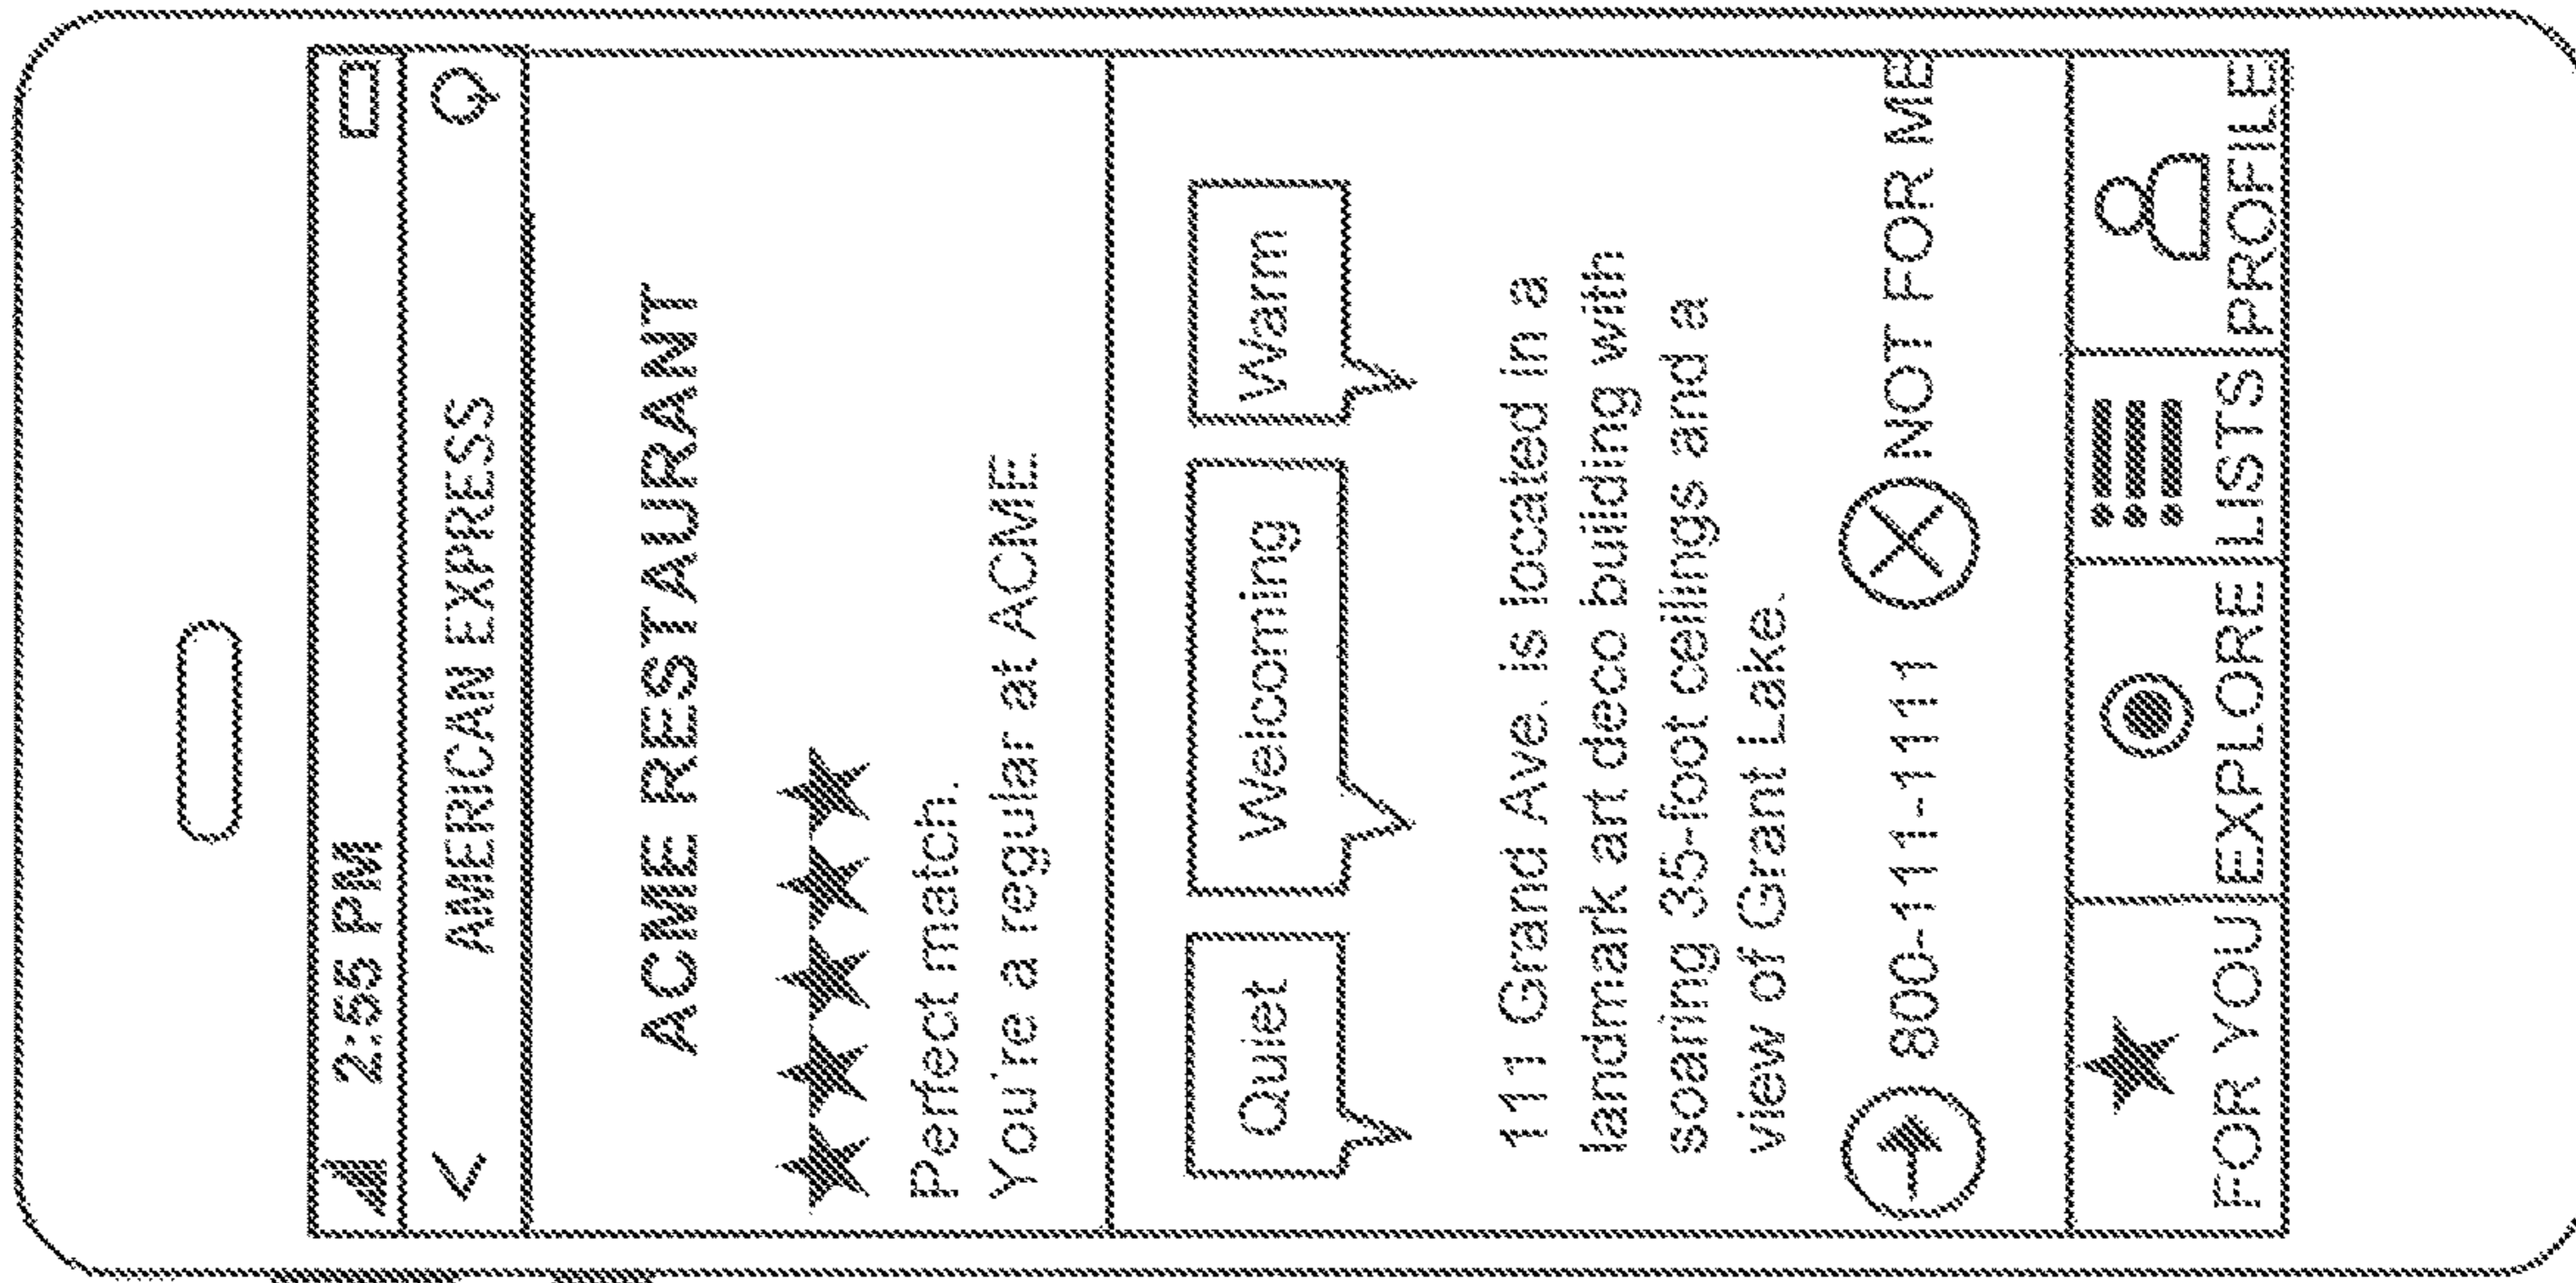 2:55 PM
AMERICAN EXPRESS
ACME RESTAURANT
Perfect match.
You're a regular at ACME.
Quiet Welcoming Warm
111 Grand Ave. is located in a
landmark art deco building with
soaring 35-foot ceilings and a
view of Grant Lake.
800-111-1111 NOT FOR ME
FOR YOU EXPLORE LISTS PROFILE